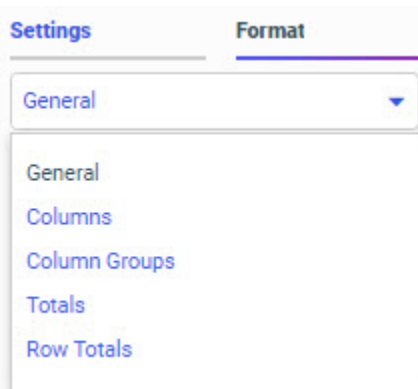 Settings Format
General
General
Columns
Column Groups
Totals
Row Totals